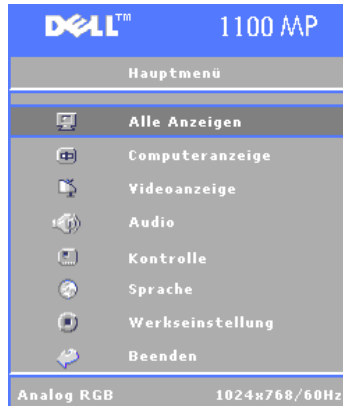 DELL™ 1100 MP
Hauptmenü
Alle Anzeigen
Computeranzeige
Videoanzeige
Audio
Kontrolle
Sprache
Werkseinstellung
Beenden
Analog RGB 1024x768/60Hz